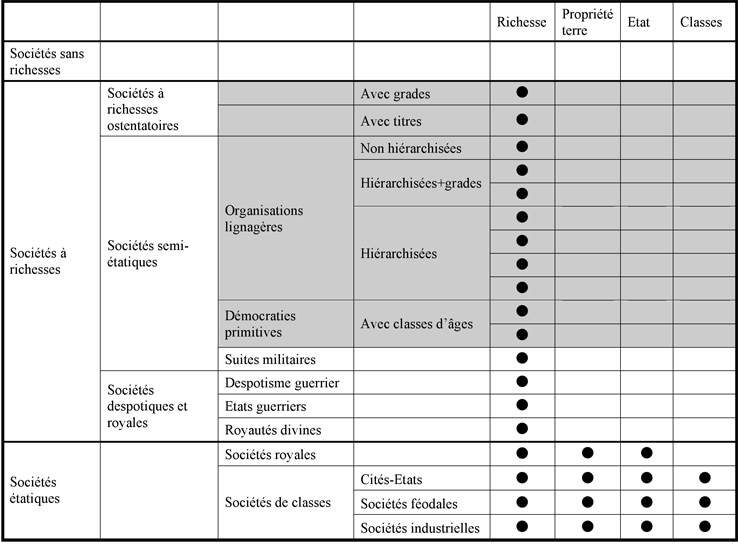 Richesse Propriété Etat Classes
terre
Sociétés sans
richesses
Sociétés à
richesses
ostentatoires
Avec grades ●
Avec titres ●
Sociétés à
richesses
Sociétés semi-
étatiques
Organisations
lignagères
Non hiérarchisées ●
Hiérarchisées+grades ●
●
Hiérarchisées ●
●
●
●
Démocraties
primitives
Avec classes d’âges ●
●
Suites militaires ●
Sociétés
despotiques et
royales
Despotisme guerrier ●
Etats guerriers ●
Royautés divines ●
Sociétés
étatiques
Sociétés royales ● ● ●
Sociétés de classes
Cités-Etats ● ● ● ●
Sociétés féodales ● ● ● ●
Sociétés industrielles ● ● ● ●